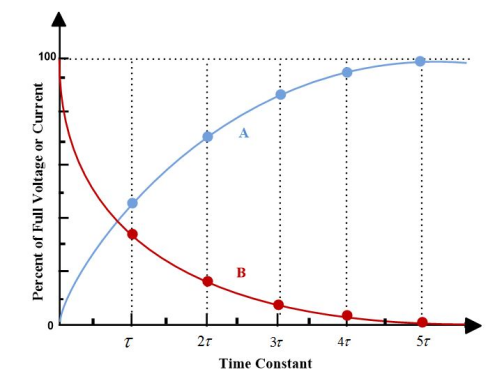 Percent of Full Voltage or Current
100
A
B
0
τ
2τ
3τ
4τ
5τ
Time Constant